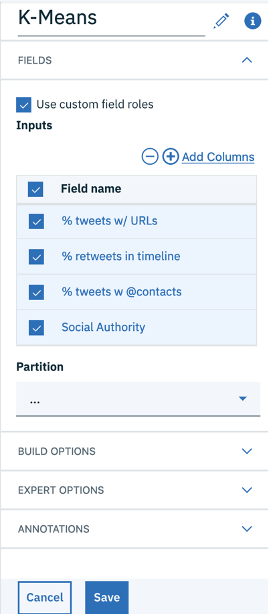 K-Means
FIELDS
Use custom field roles
Inputs
Add Columns
Field name
% tweets w/ URLs
% retweets in timeline
% tweets w @contacts
Social Authority
Partition
...
BUILD OPTIONS
EXPERT OPTIONS
ANNOTATIONS
Cancel Save